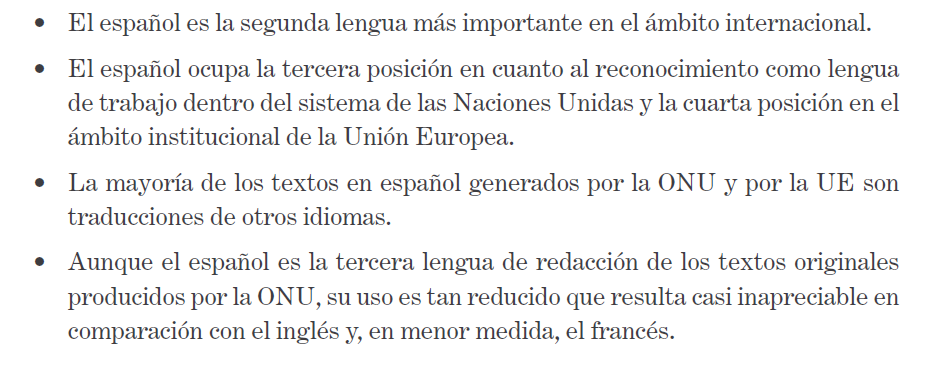 • El español es la segunda lengua más importante en el ámbito internacional.
• El español ocupa la tercera posición en cuanto al reconocimiento como lengua
de trabajo dentro del sistema de las Naciones Unidas y la cuarta posición en el
ámbito institucional de la Unión Europea.
• La mayoría de los textos en español generados por la ONU y por la UE son
traducciones de otros idiomas.
• Aunque el español es la tercera lengua de redacción de los textos originales
producidos por la ONU, su uso es tan reducido que resulta casi inapreciable en
comparación con el inglés y, en menor medida, el francés.